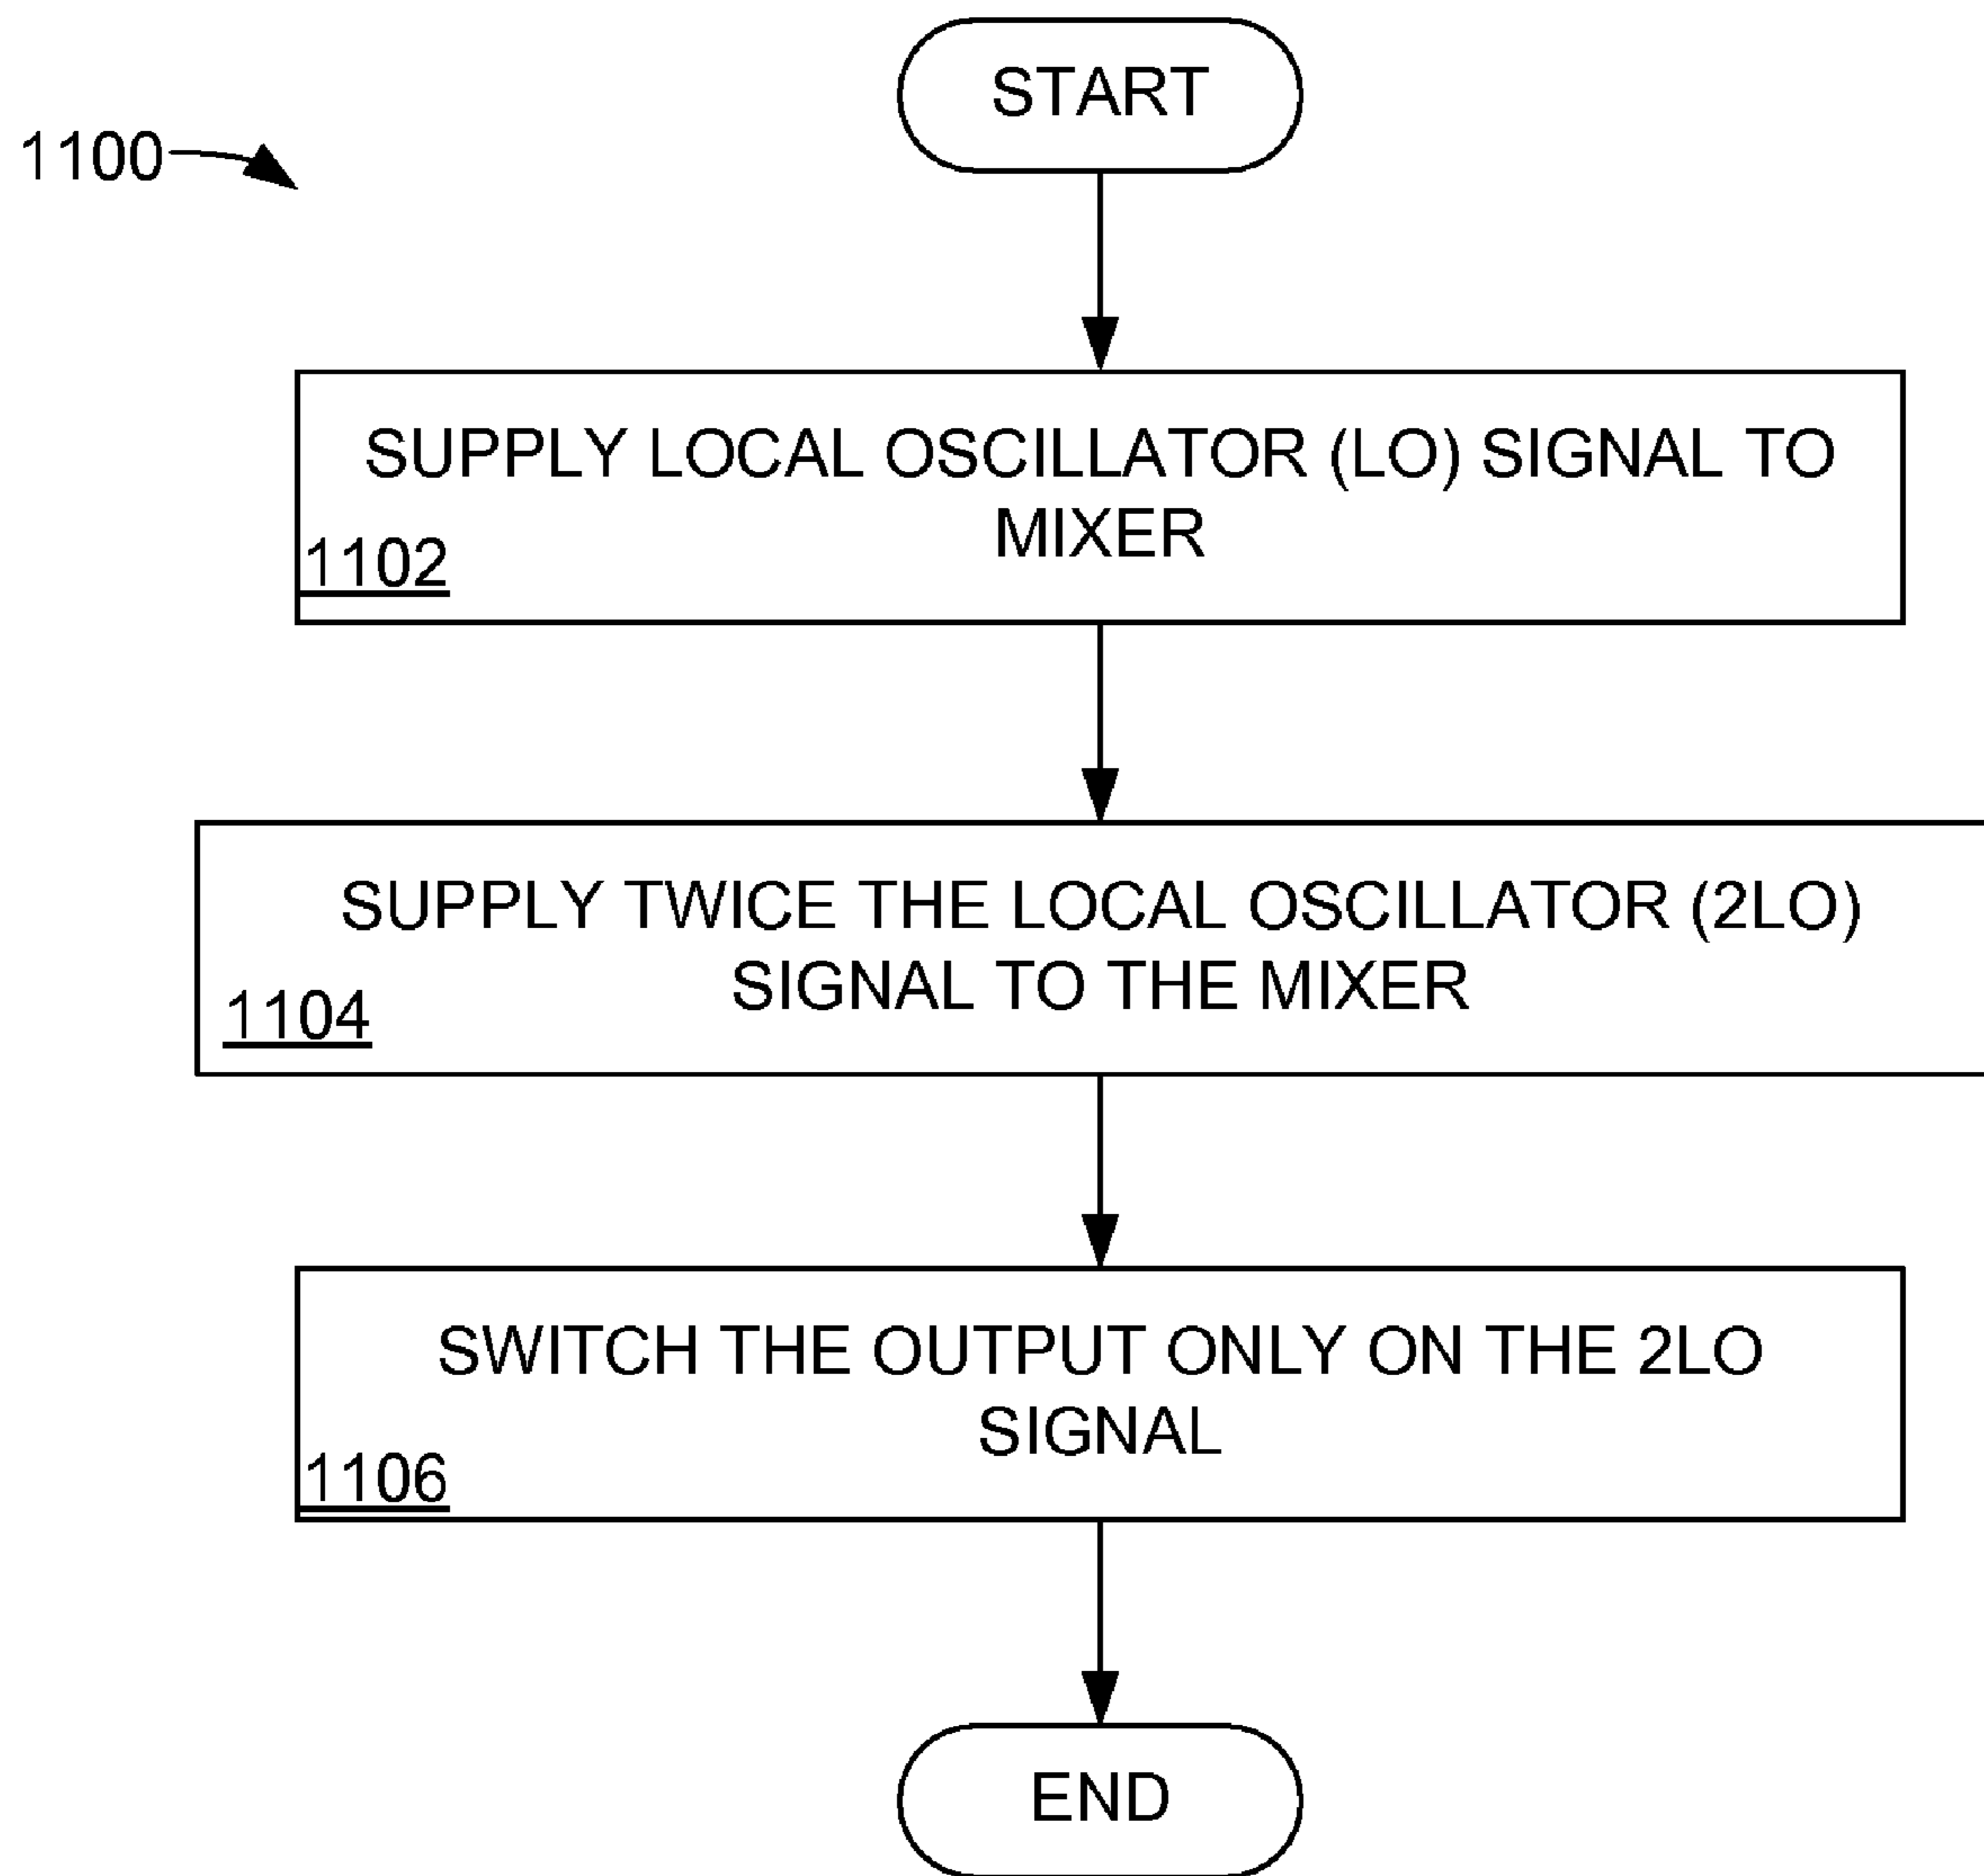 START
1100
SUPPLY LOCAL OSCILLATOR (LO) SIGNAL TO
MIXER
1102
SUPPLY TWICE THE LOCAL OSCILLATOR (2LO)
SIGNAL TO THE MIXER
1104
SWITCH THE OUTPUT ONLY ON THE 2LO
SIGNAL
1106
END